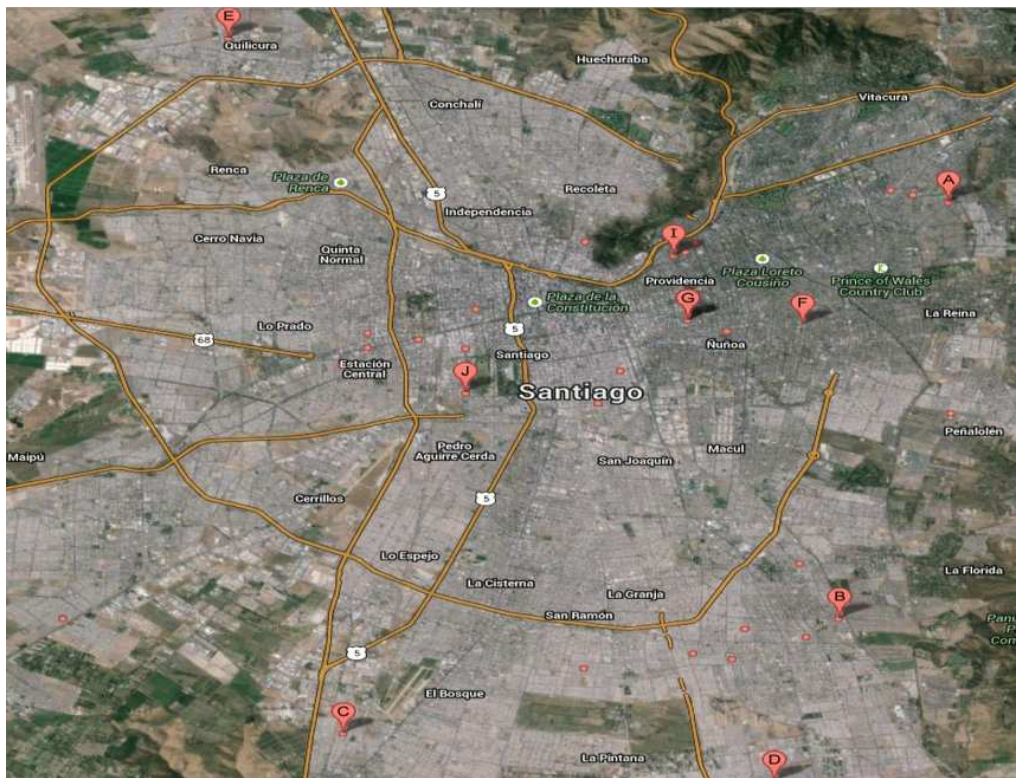 E
Quilicura
Huechuraba
Conchalí
Vitacura
Renca
Plaza de
Renca
5
Recoleta
A
Independencia
Cerro Navia
Quinta
Normal
I
Providencia
Plaza Loreto
Cousiño
Prince of Wales
Country Club
G
F
Plaza de la
Constitución
La Reina
Lo Prado
68
5
Ñuñoa
Estación
Central
Santiago
J
Santiago
Peñalolén
Maipú
Pedro
Aguirre Cerda
San Joaquín
Macul
Cerrillos
5
Lo Espejo
La Cisterna
La Granja
La Florida
B
San Ramón
5
El Bosque
C
La Pintana
D